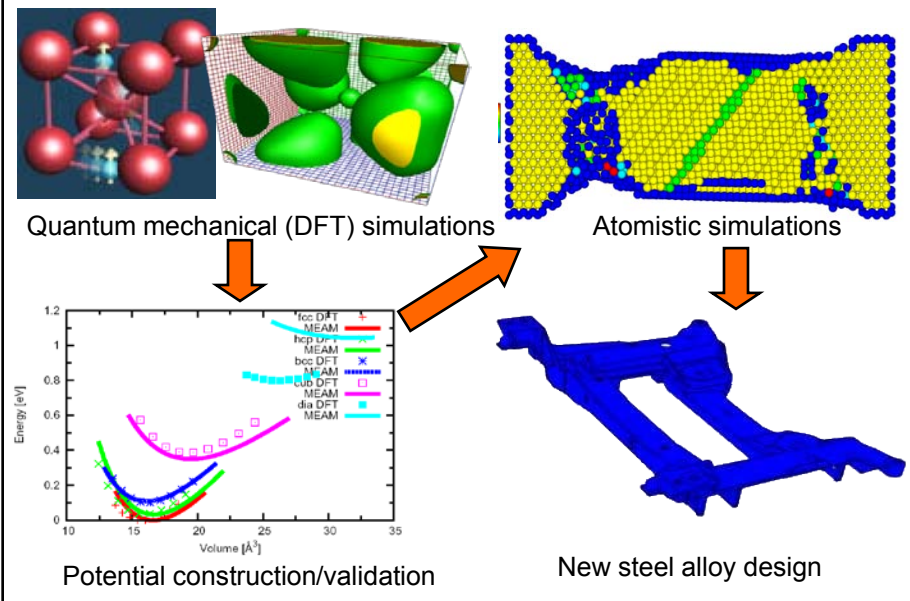 Quantum mechanical (DFT) simulations
Atomistic simulations
1.2
1
0.8
0.6
0.4
0.2
0
Energy [eV]
fcc DFT
MEAM
hcp DFT
MEAM
bcc DFT
MEAM
cub DFT
MEAM
dia DFT
MEAM
10
15
20
25
30
35
Volume [Å³]
Potential construction/validation
New steel alloy design